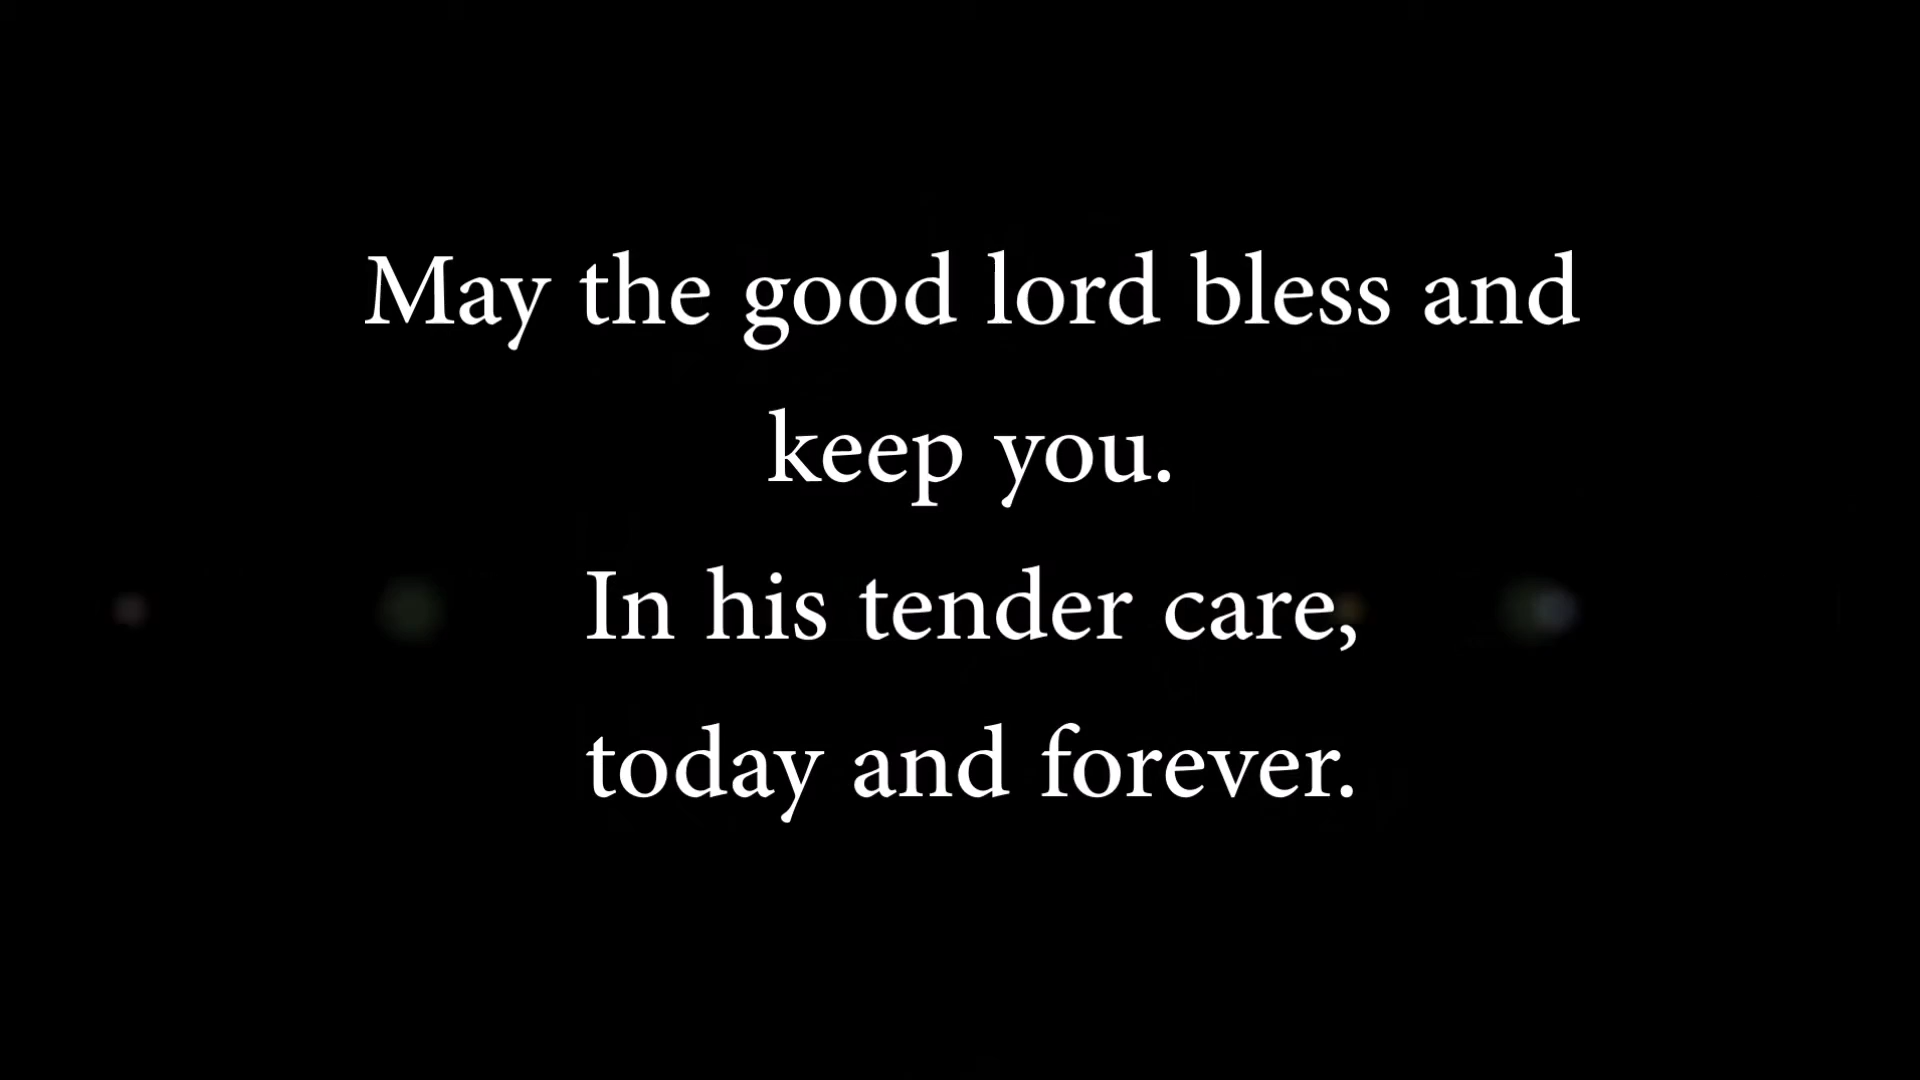 May the good lord bless and
keep you.
In his tender care,
today and forever.